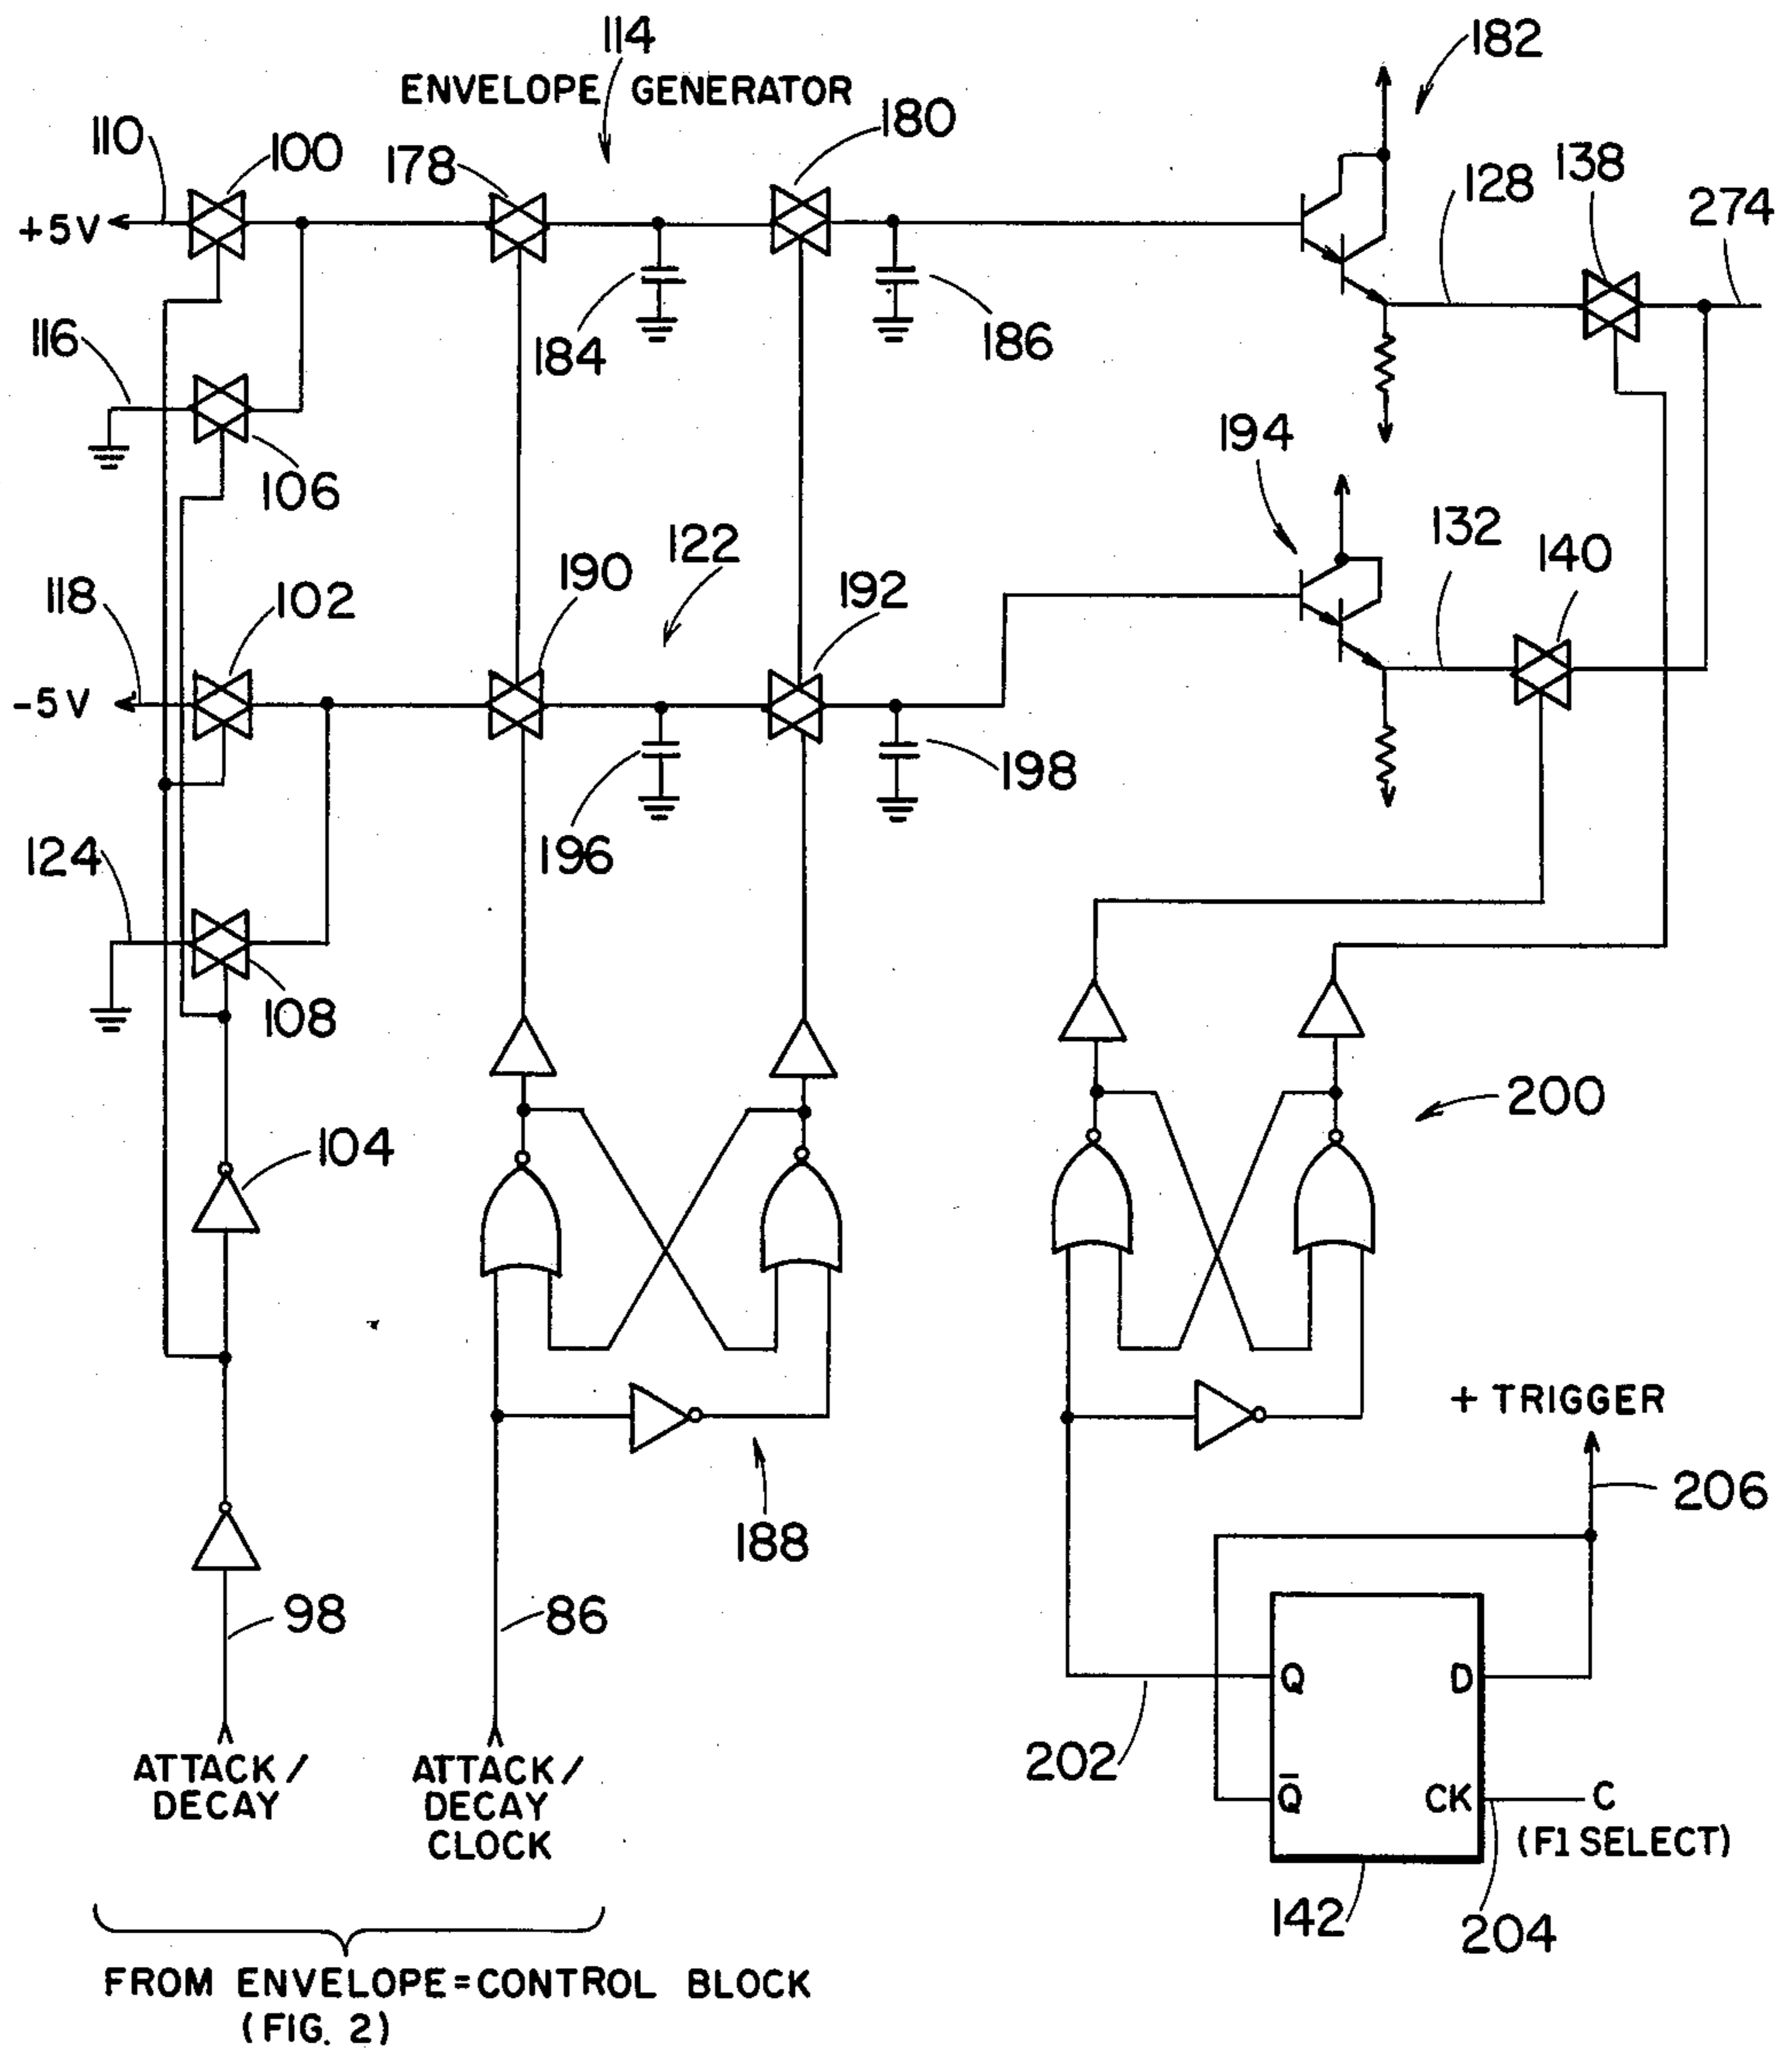 114
182
ENVELOPE GENERATOR
110
100
178
180
128
138
274
+5V
116
184
186
106
194
132
140
118
102
190
122
192
-5V
196
198
124
108
104
200
+ TRIGGER
206
188
98
86
Q
D
202
Q̅
CK
C
(F1 SELECT)
ATTACK/
DECAY
ATTACK/
DECAY
CLOCK
142
204
FROM ENVELOPE=CONTROL BLOCK
(FIG. 2)